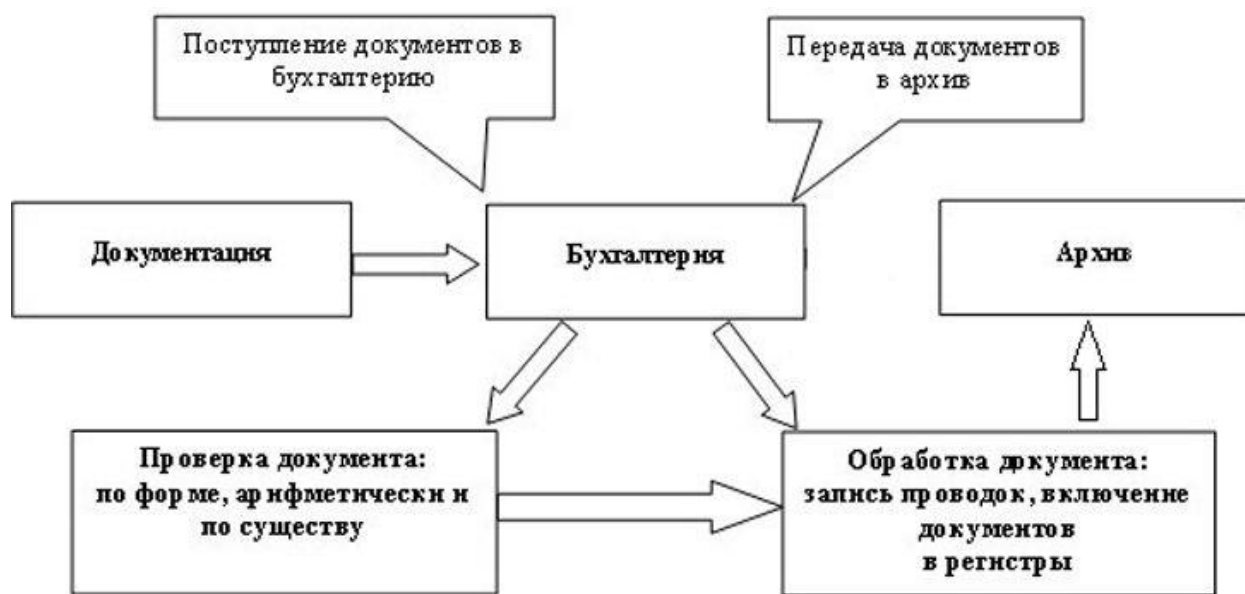 Поступление документов в
бухгалтерию
Передача документов
в архив
Документация
Бухгалтерия
Архив
Проверка документа:
по форме, арифметически и
по существу
Обработка документа:
запись проводок, включение
документов
в регистры